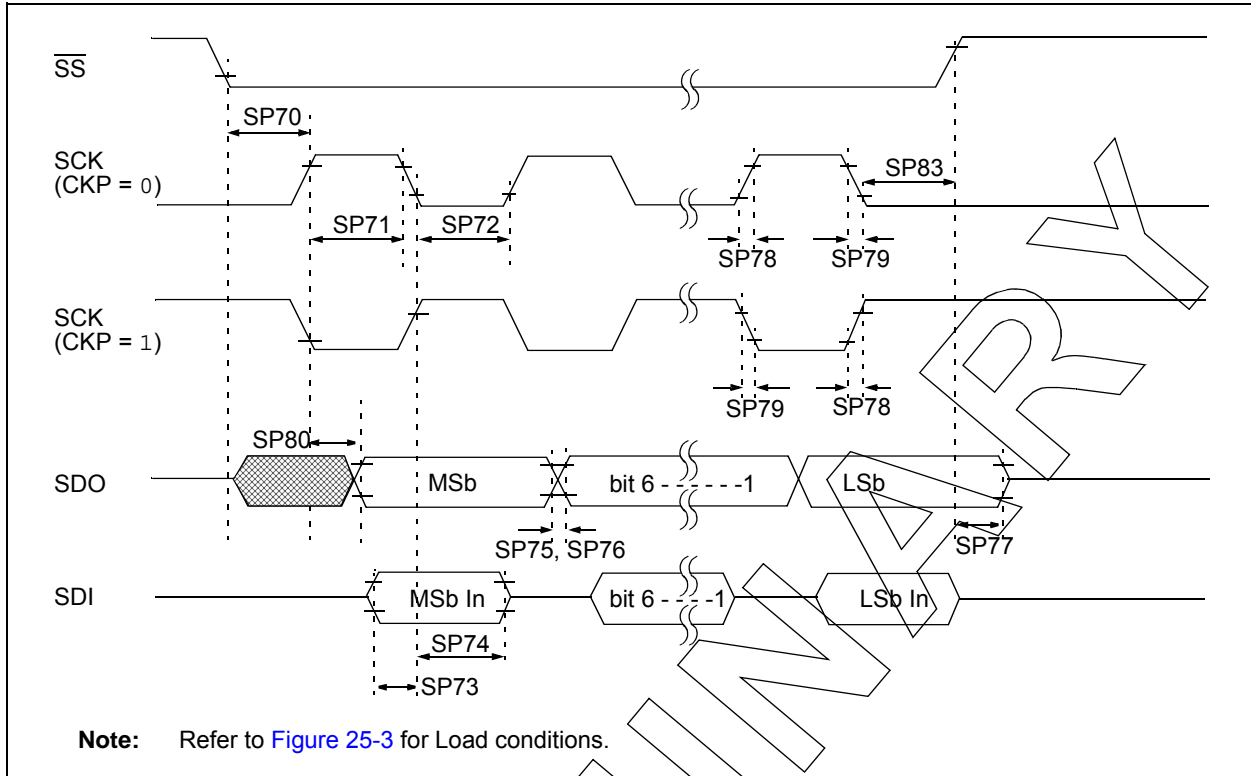 SS
SP70
SCK
(CKP = 0)
SP83
SP71
SP72
SP78
SP79
SCK
(CKP = 1)
SP79
SP78
SP80
SDO
MSb
bit 6 - - - - - -1
LSb
SP75, SP76
SP77
SDI
MSb In
bit 6 - - - -1
LSb In
SP74
SP73
Note: Refer to Figure 25-3 for Load conditions.
INARY